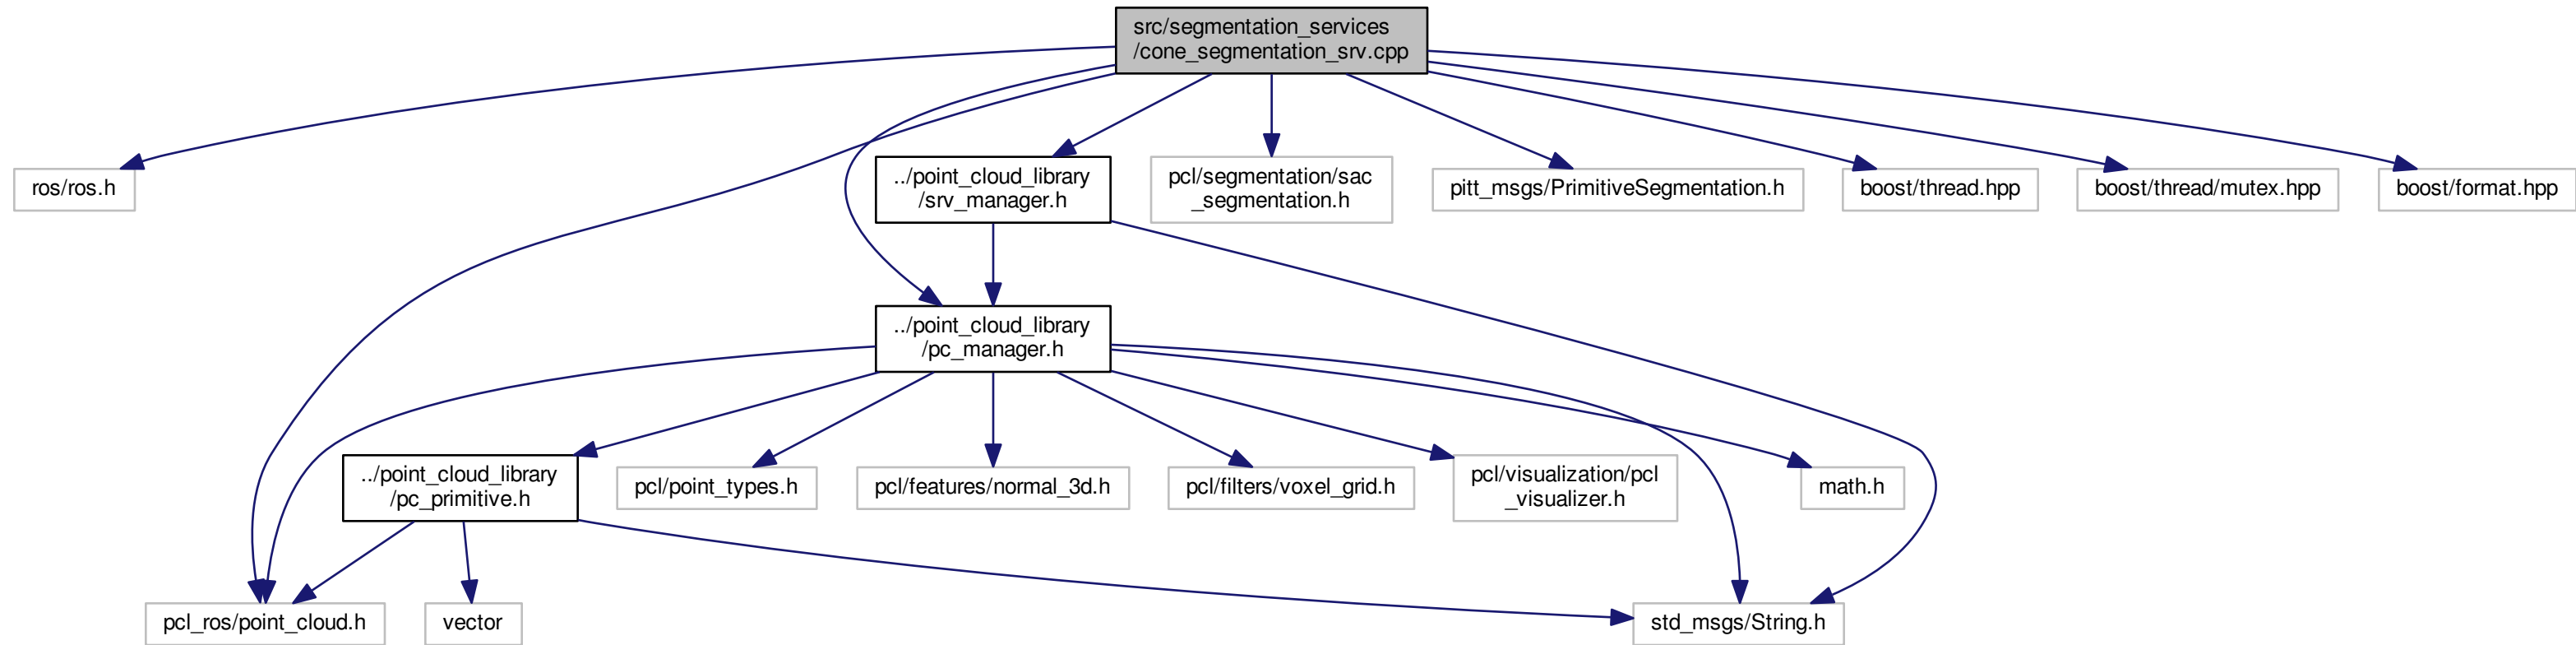 src/segmentation_services
/cone_segmentation_srv.cpp
ros/ros.h
../point_cloud_library
/srv_manager.h
pcl/segmentation/sac
_segmentation.h
pitt_msgs/PrimitiveSegmentation.h
boost/thread.hpp
boost/thread/mutex.hpp
boost/format.hpp
../point_cloud_library
/pc_manager.h
../point_cloud_library
/pc_primitive.h
pcl/point_types.h
pcl/features/normal_3d.h
pcl/filters/voxel_grid.h
pcl/visualization/pcl
_visualizer.h
math.h
pcl_ros/point_cloud.h
vector
std_msgs/String.h